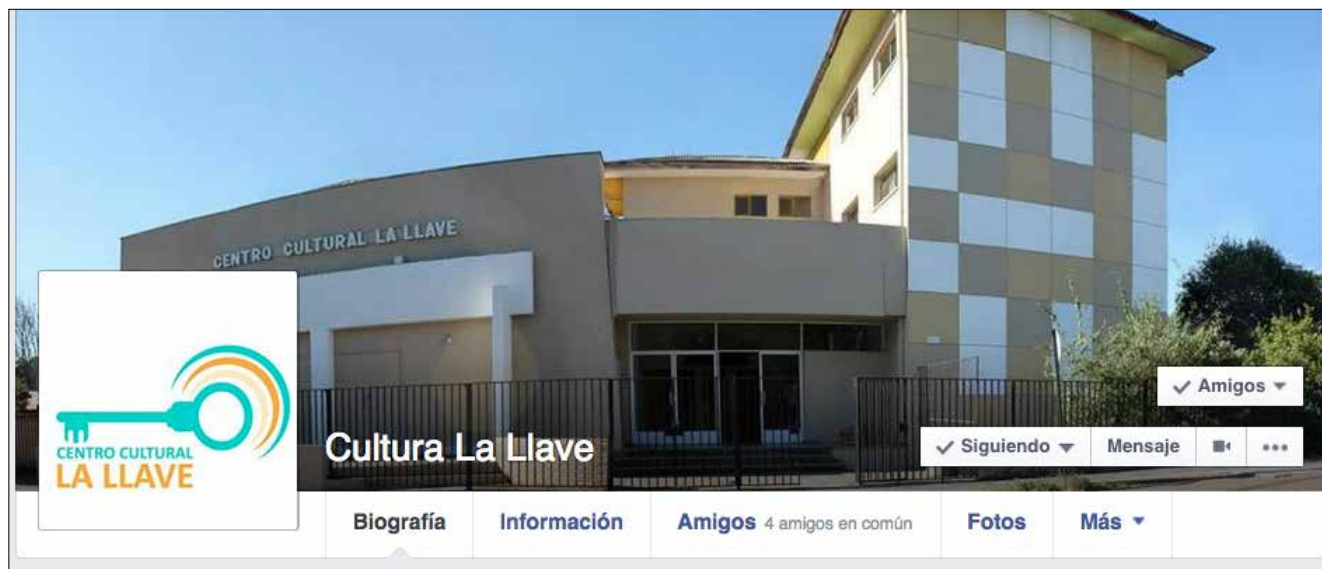 CENTRO CULTURAL LA LLAVE
CENTRO CULTURAL
LA LLAVE
Cultura La Llave
Amigos
Siguiendo
Mensaje
Biografía
Información
Amigos 4 amigos en común
Fotos
Más